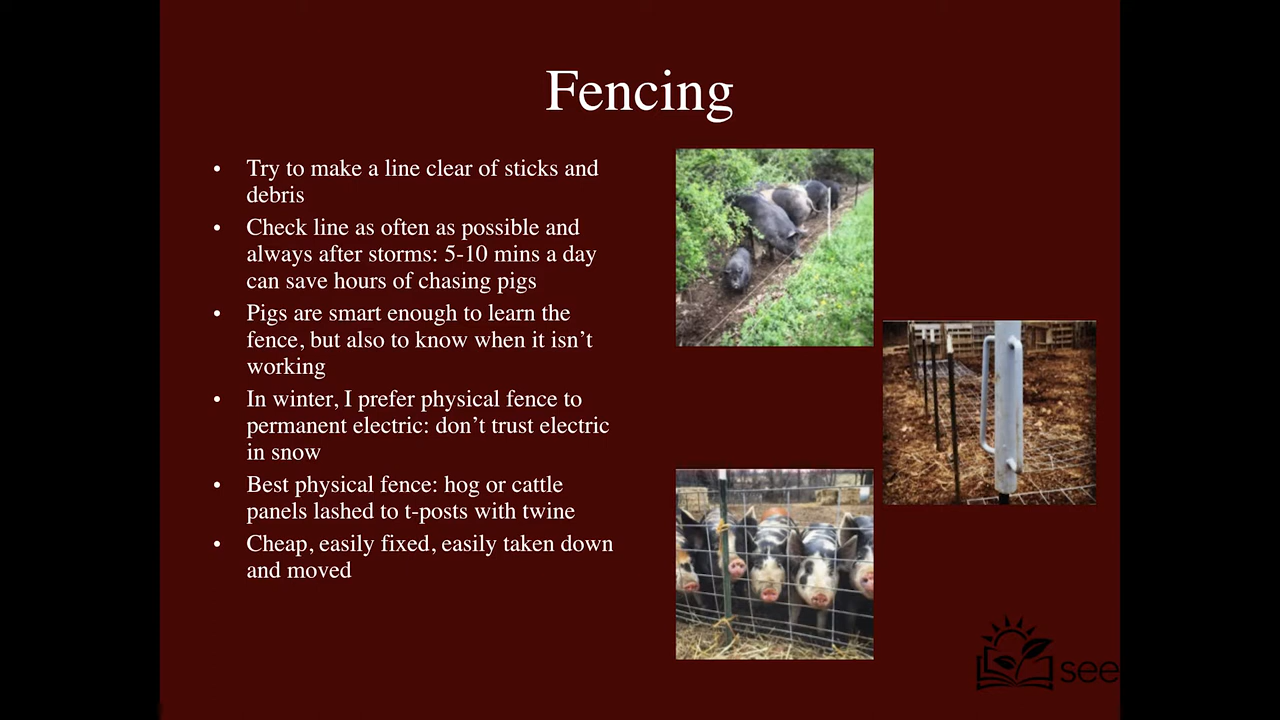 Fencing
• Try to make a line clear of sticks and
debris
• Check line as often as possible and
always after storms: 5-10 mins a day
can save hours of chasing pigs
• Pigs are smart enough to learn the
fence, but also to know when it isn’t
working
• In winter, I prefer physical fence to
permanent electric: don’t trust electric
in snow
• Best physical fence: hog or cattle
panels lashed to t-posts with twine
• Cheap, easily fixed, easily taken down
and moved
see